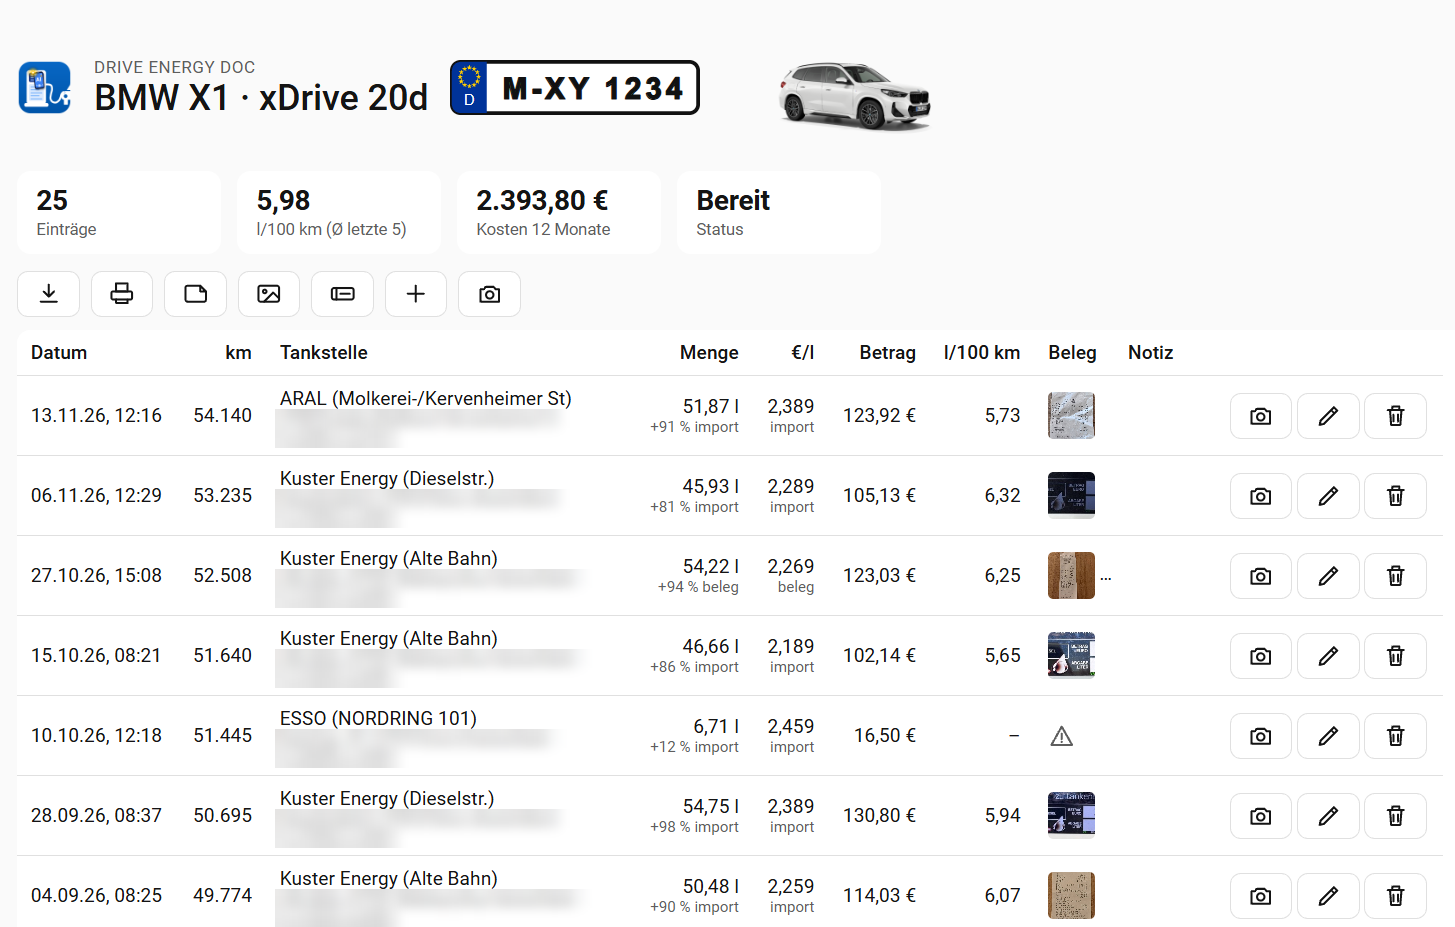 DRIVE ENERGY DOC
BMW X1 · xDrive 20d
D
M-XY 1234
25
Einträge
5,98
l/100 km (Ø letzte 5)
2.393,80 €
Kosten 12 Monate
Bereit
Status
Datum km Tankstelle Menge €/l Betrag l/100 km Beleg Notiz
ARAL (Molkerei-/Kervenheimer St)
13.11.26, 12:16 54.140 51,87 l 2,389 123,92 € 5,73
+91 % import import
Kuster Energy (Dieselstr.)
06.11.26, 12:29 53.235 45,93 l 2,289 105,13 € 6,32
+81 % import import
Kuster Energy (Alte Bahn)
27.10.26, 15:08 52.508 54,22 l 2,269 123,03 € 6,25 ...
+94 % beleg beleg
Kuster Energy (Alte Bahn)
15.10.26, 08:21 51.640 46,66 l 2,189 102,14 € 5,65
+86 % import import
ESSO (NORDRING 101)
10.10.26, 12:18 51.445 6,71 l 2,459 16,50 € –
+12 % import import
Kuster Energy (Dieselstr.)
28.09.26, 08:37 50.695 54,75 l 2,389 130,80 € 5,94
+98 % import import
Kuster Energy (Alte Bahn)
04.09.26, 08:25 49.774 50,48 l 2,259 114,03 € 6,07
+90 % import import